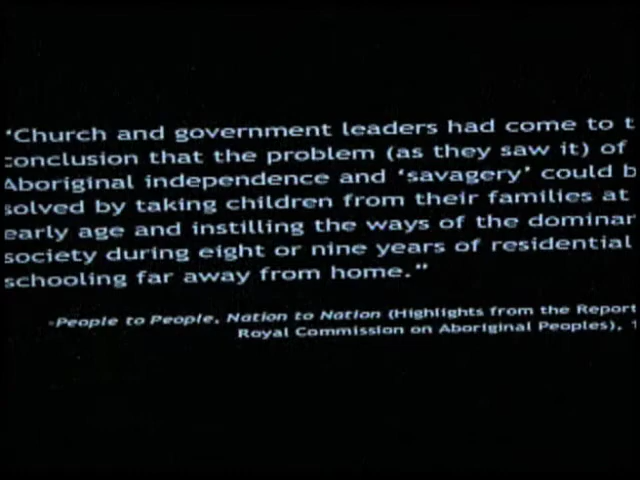 ‘Church and government leaders had come to t
conclusion that the problem (as they saw it) of
Aboriginal independence and ‘savagery’ could b
solved by taking children from their families at
early age and instilling the ways of the dominan
society during eight or nine years of residential
schooling far away from home.”
-People to People, Nation to Nation (Highlights from the Report
Royal Commission on Aboriginal Peoples), 1